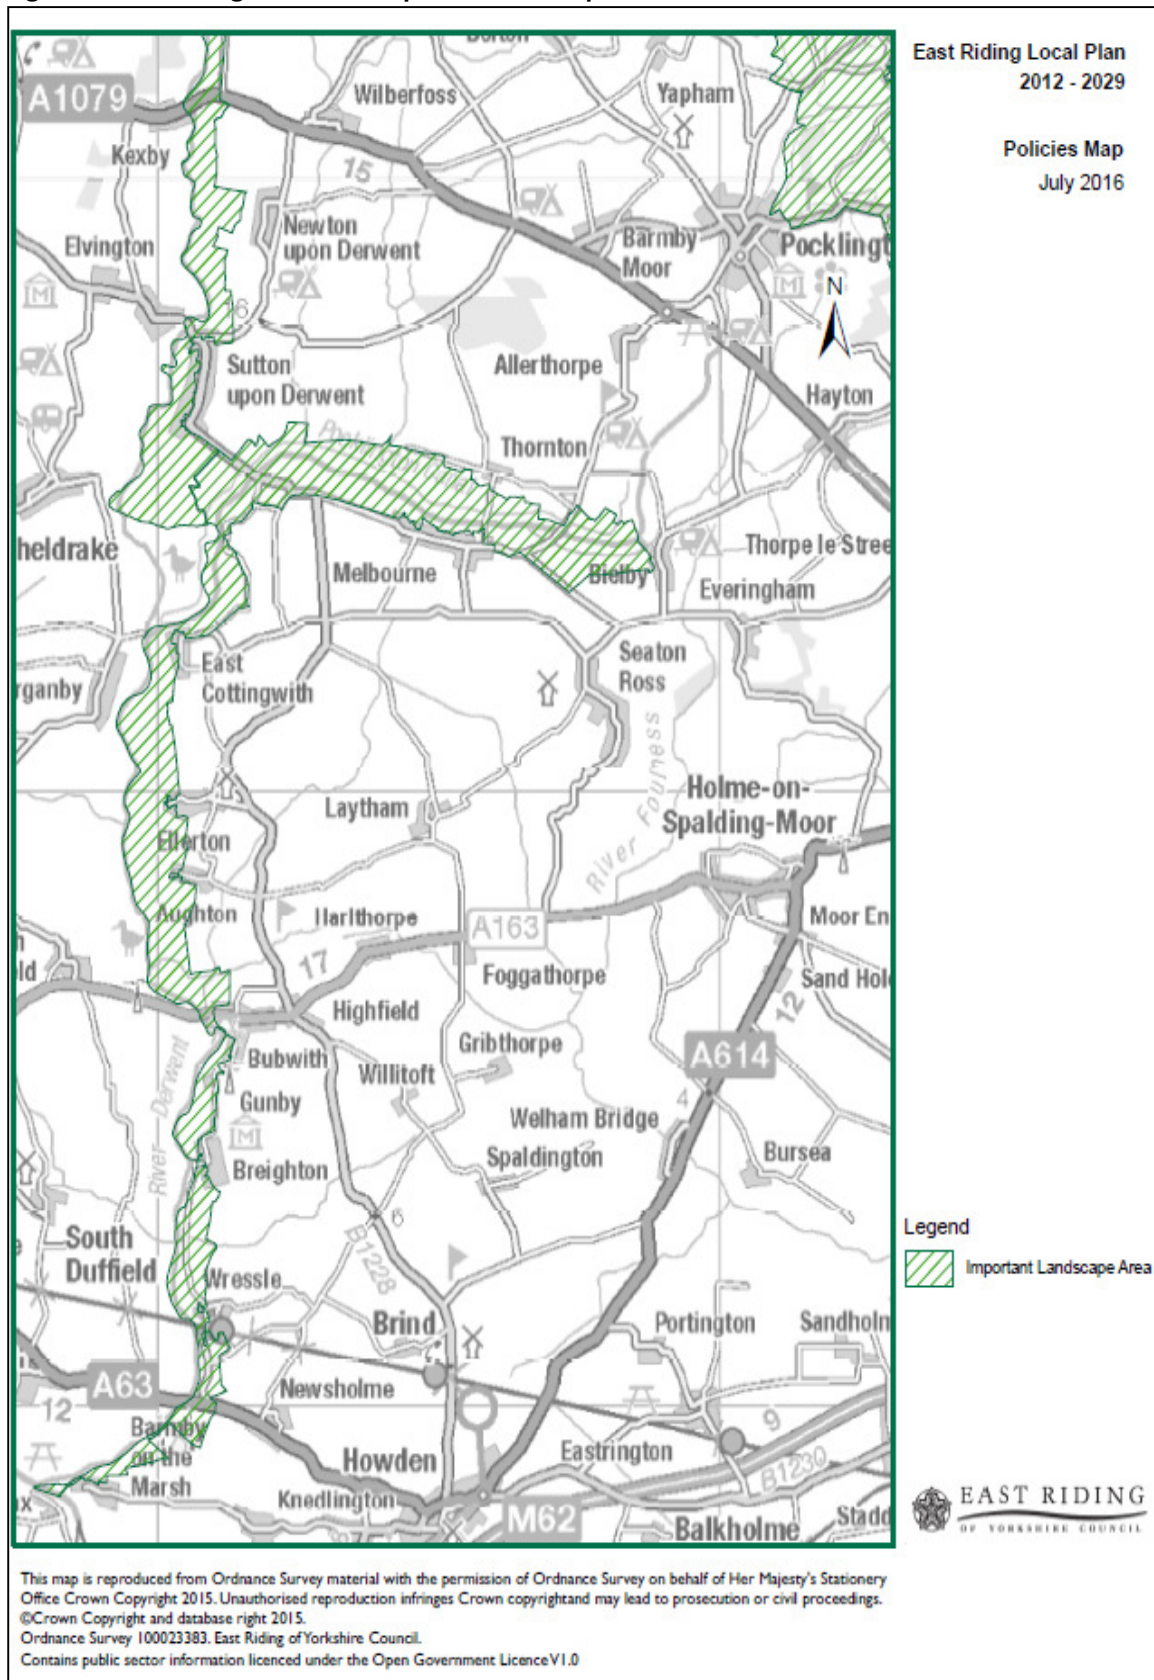 East Riding Local Plan
2012 - 2029
Policies Map
July 2016
A1079
Wilberfoss
Yapham
Kexby
15
Newton
upon Derwent
Elvington
Barmby
Moor
Pocklingt
N
6
Sutton
upon Derwent
Allerthorpe
Hayton
Pocklington Canal
Thornton
heldrake
Thorpe le Stree
Melbourne
Bielby
Everingham
East
Cottingwith
Seaton
Ross
rganby
River Foulness
Holme-on-
Spalding-Moor
Laytham
Ellerton
Aughton
Harlthorpe
A163
Moor En
17
Foggathorpe
Sand Hol
12
ld
Highfield
Gribthorpe
A614
Bubwith
Willitoft
River Derwent
Gunby
Welham Bridge
4
Breighton
Spaldington
Bursea
6
B1228
South
Duffield
Wressle
Legend
Important Landscape Area
Brind
Portington
Sandholm
A63
12
Newsholme
Barmby
on the
Marsh
Howden
Eastrington
9
B1230
Knedlington
M62
Balkholme
Stadd
EAST RIDING
OF YORKSHIRE COUNCIL
This map is reproduced from Ordnance Survey material with the permission of Ordnance Survey on behalf of Her Majesty's Stationery
Office Crown Copyright 2015. Unauthorised reproduction infringes Crown copyrightand may lead to prosecution or civil proceedings.
©Crown Copyright and database right 2015.
Ordnance Survey 100023383. East Riding of Yorkshire Council.
Contains public sector information licenced under the Open Government Licence V1.0